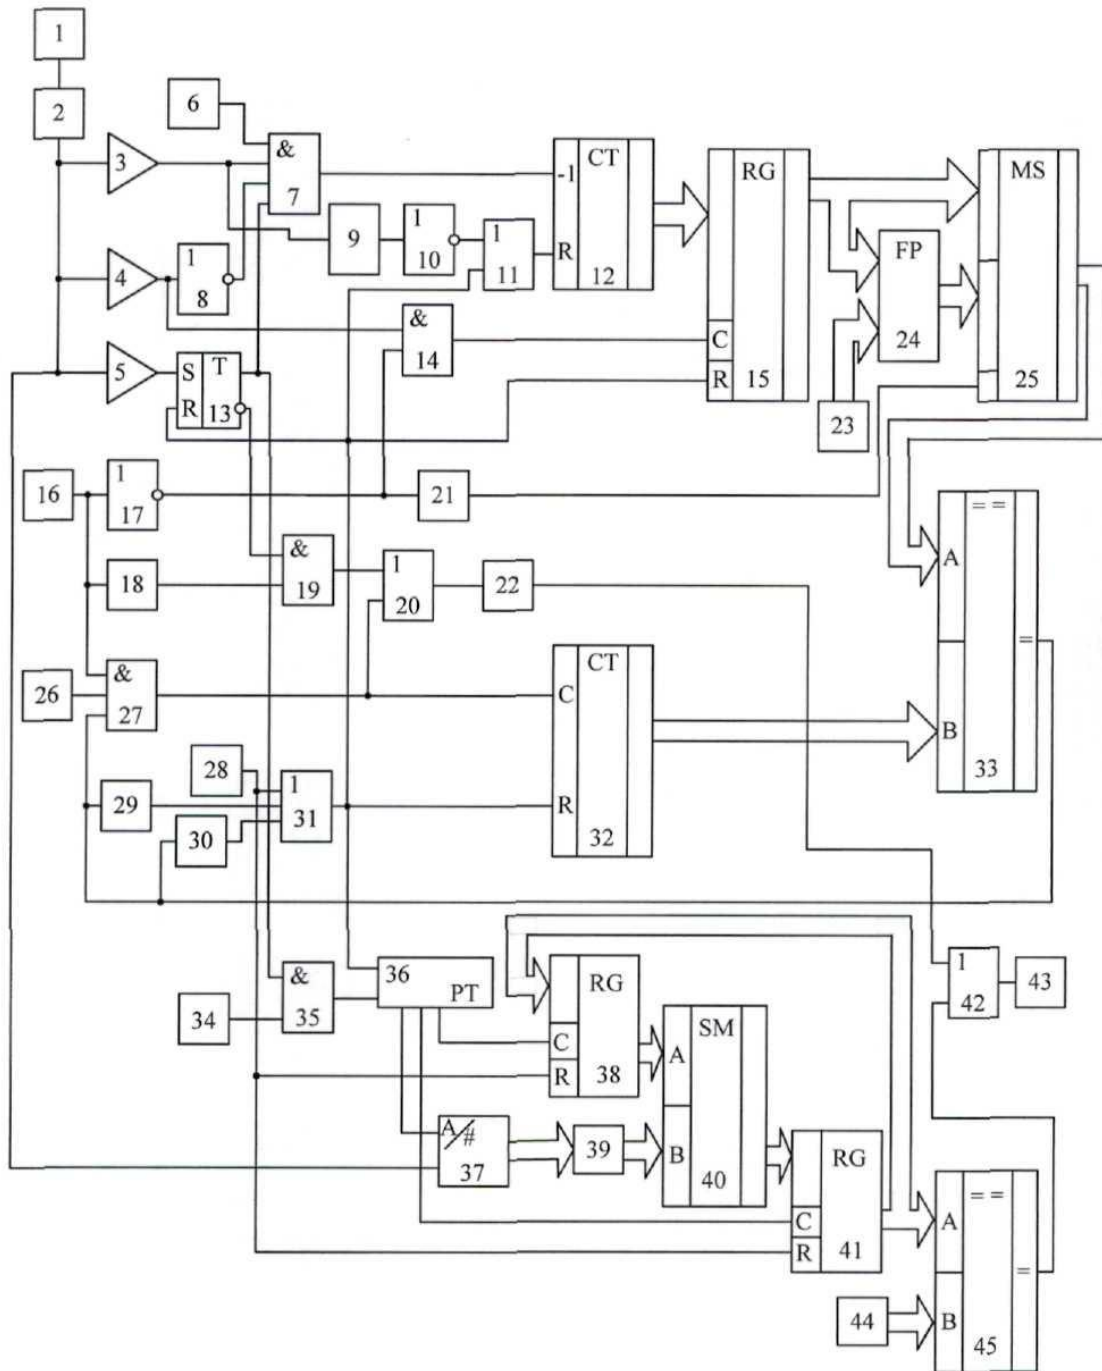 1
2
6
3
&
7
-1
CT
R
12
RG
C
R
15
MS
25
FP
24
9
1
10
1
11
4
1
8
&
14
5
S
T
R
13
23
16
1
17
21
== 
A
=
B
33
18
&
19
1
20
22
26
&
27
CT
C
R
32
28
1
31
29
30
34
&
35
36
PT
RG
C
R
38
SM
A
B
40
1
42
43
A/#
37
39
RG
C
R
41
==
A
=
B
45
44